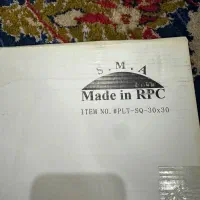 S. M. A
Made in RPC
ITEM NO. #PLT-SQ-30x30